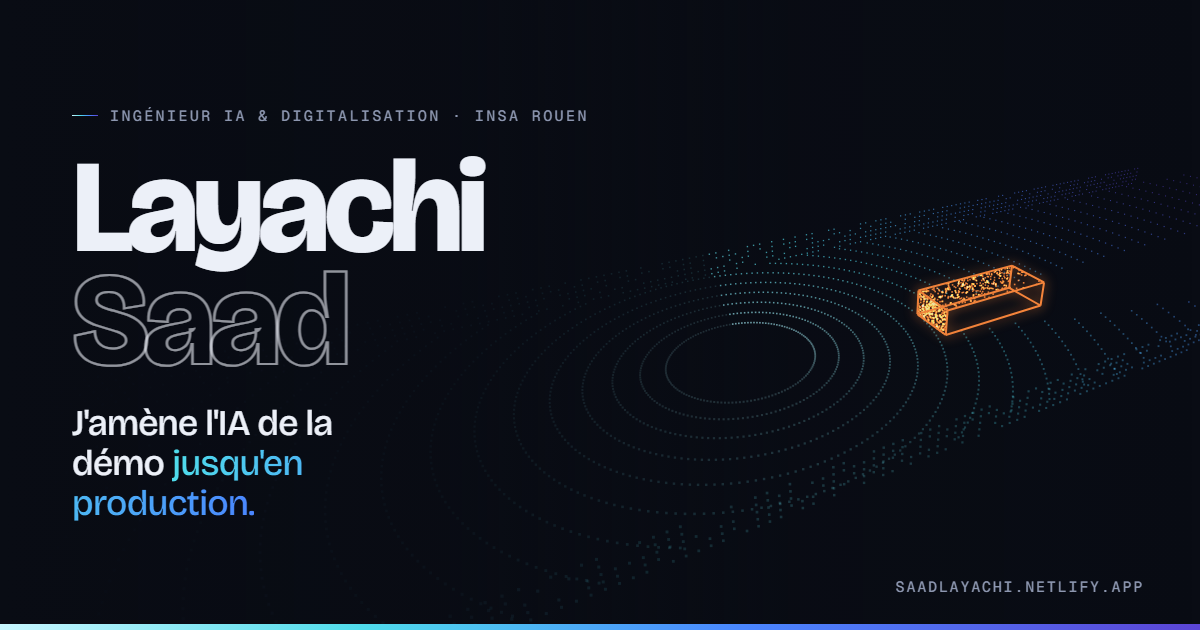 INGÉNIEUR IA & DIGITALISATION · INSA ROUEN
Layachi
Saad
J'amène l'IA de la
démo jusqu'en
production.
SAADLAYACHI.NETLIFY.APP